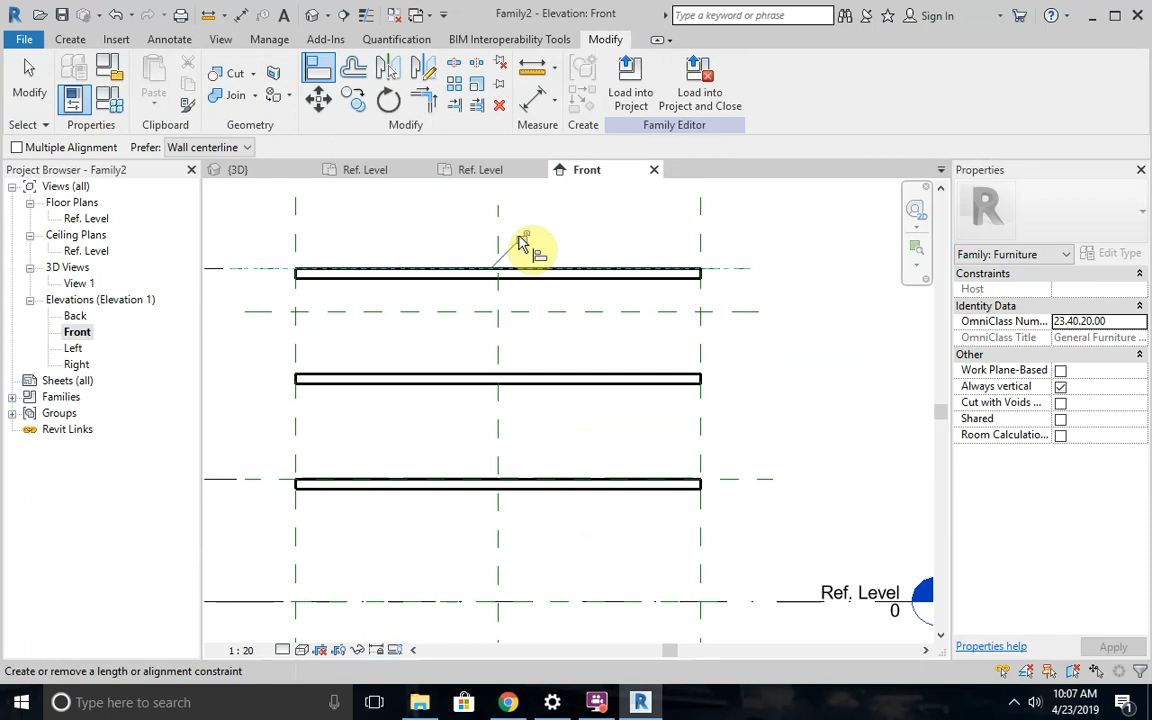 Family2 - Elevation: Front
Type a keyword or phrase
Sign In
File Create Insert Annotate View Manage Add-Ins Quantification BIM Interoperability Tools Modify
Modify Paste Cut Join Load into Project Load into Project and Close
Select Properties Clipboard Geometry Modify Measure Create Family Editor
Multiple Alignment Prefer: Wall centerline
Project Browser - Family2
{3D} Ref. Level Ref. Level Front
Properties
Views (all)
Floor Plans
Ref. Level
Ceiling Plans
Ref. Level
3D Views
View 1
Elevations (Elevation 1)
Back
Front
Left
Right
Sheets (all)
Families
Groups
Revit Links
2D
Ref. Level
0
Family: Furniture Edit Type
Constraints
Host
Identity Data
OmniClass Num... 23.40.20.00
OmniClass Title General Furniture ...
Other
Work Plane-Based
Always vertical
Cut with Voids ...
Shared
Room Calculatio...
Properties help Apply
1 : 20
Create or remove a length or alignment constraint
Type here to search
10:07 AM
4/23/2019
1